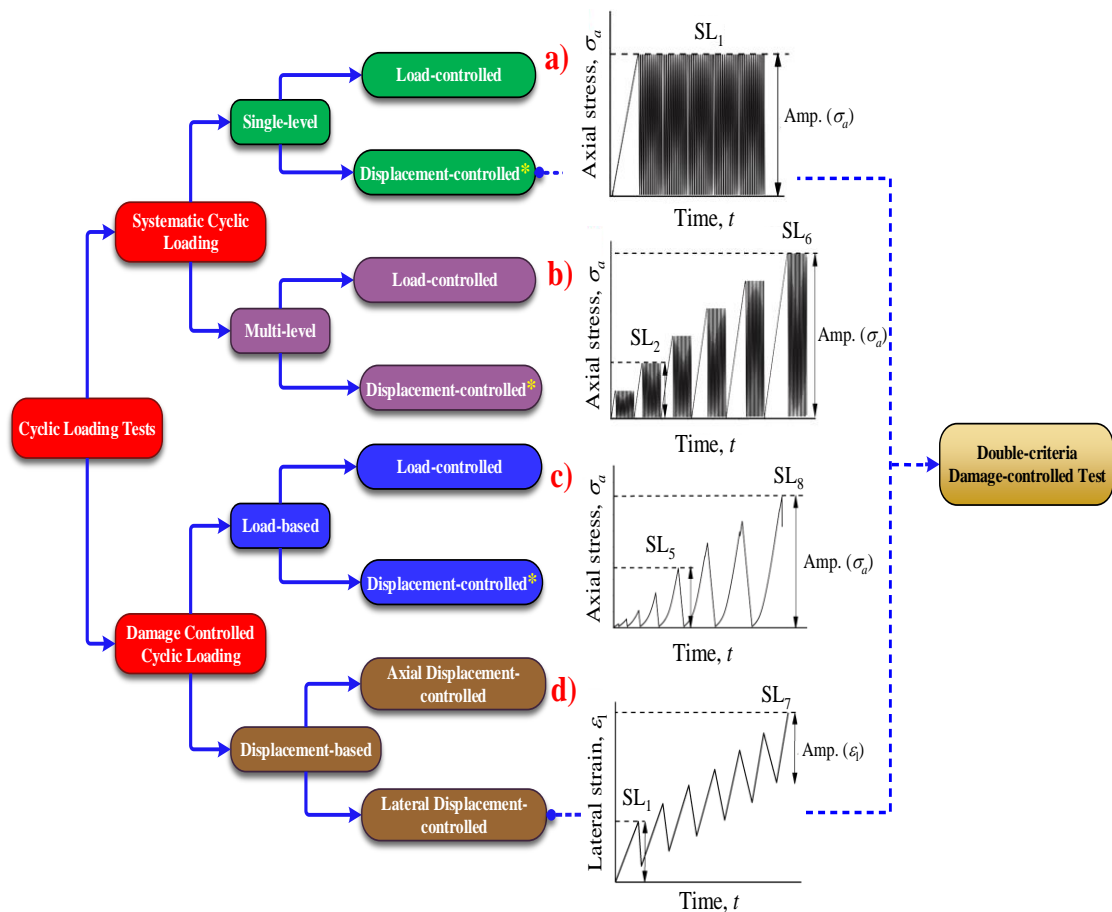 Cyclic Loading Tests
Systematic Cyclic
Loading
Single-level
Load-controlled
Displacement-controlled*
Multi-level
Load-controlled
Displacement-controlled*
Damage Controlled
Cyclic Loading
Load-based
Load-controlled
Displacement-controlled*
Displacement-based
Axial Displacement-
controlled
Lateral Displacement-
controlled
a)
SL₁
Axial stress, σₐ
Amp. (σₐ)
Time, t
b)
SL₆
SL₂
Axial stress, σₐ
Amp. (σₐ)
Time, t
c)
SL₈
SL₅
Axial stress, σₐ
Amp. (σₐ)
Time, t
d)
SL₇
SL₁
Lateral strain, εₗ
Amp. (εₗ)
Time, t
Double-criteria
Damage-controlled Test